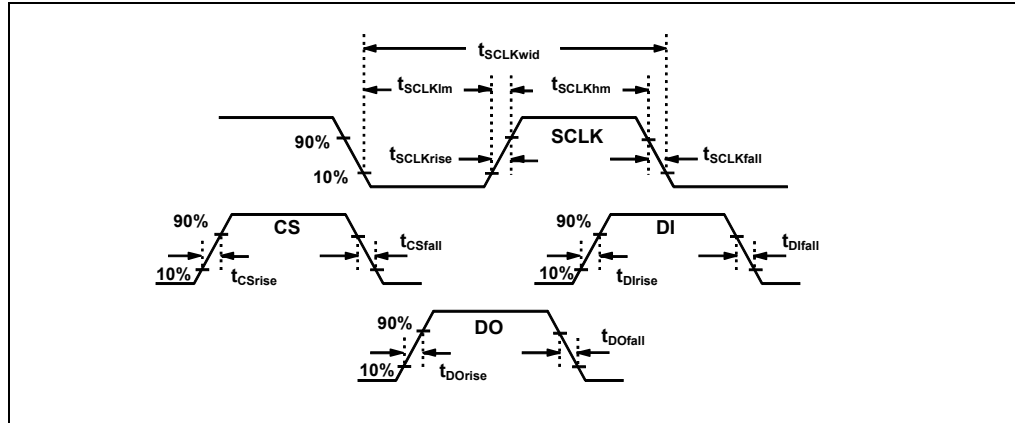 tSCLKwid
tSCLKlm
tSCLKhm
90%
SCLK
tSCLKrise
tSCLKfall
10%
90%
CS
tCSfall
10%
tCSrise
90%
DI
tDIfall
10%
tDIrise
90%
DO
tDOfall
10%
tDOrise